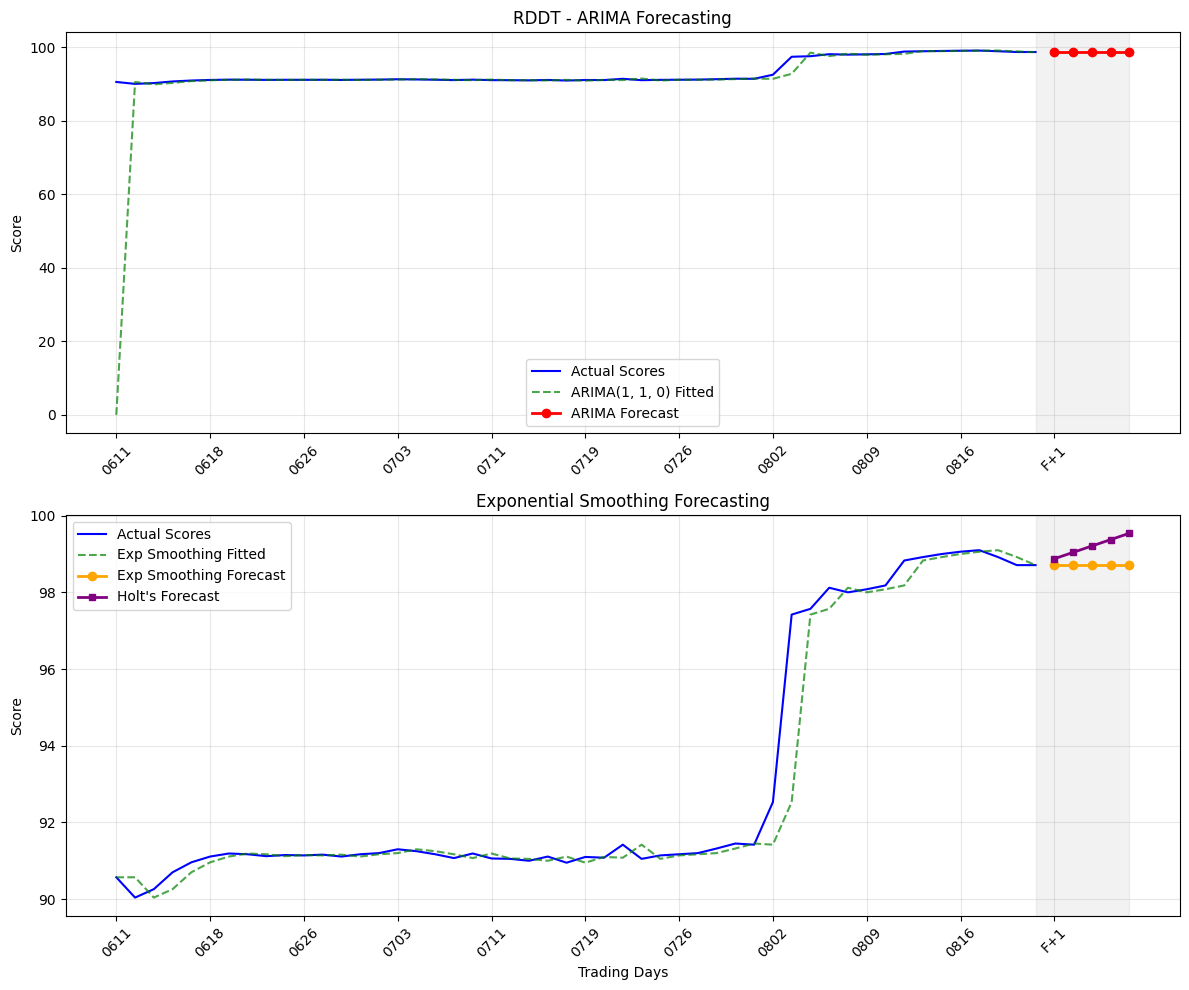 RDDT - ARIMA Forecasting
Score
100
80
60
40
20
0
Actual Scores
ARIMA(1, 1, 0) Fitted
ARIMA Forecast
0611
0618
0626
0703
0711
0719
0726
0802
0809
0816
F+1
Exponential Smoothing Forecasting
Score
100
98
96
94
92
90
Actual Scores
Exp Smoothing Fitted
Exp Smoothing Forecast
Holt's Forecast
0611
0618
0626
0703
0711
0719
0726
0802
0809
0816
F+1
Trading Days